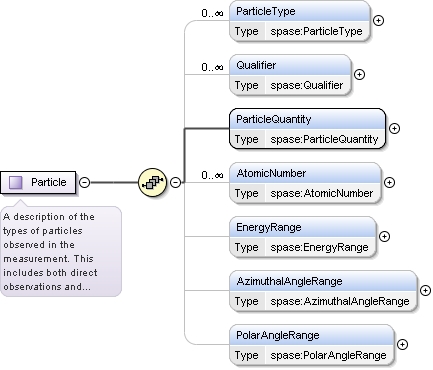 0..∞
ParticleType
Type spase:ParticleType
0..∞
Qualifier
Type spase:Qualifier
ParticleQuantity
Type spase:ParticleQuantity
Particle
0..∞
AtomicNumber
Type spase:AtomicNumber
A description of the
types of particles
observed in the
measurement. This
includes both direct
observations and...
EnergyRange
Type spase:EnergyRange
AzimuthalAngleRange
Type spase:AzimuthalAngleRange
PolarAngleRange
Type spase:PolarAngleRange